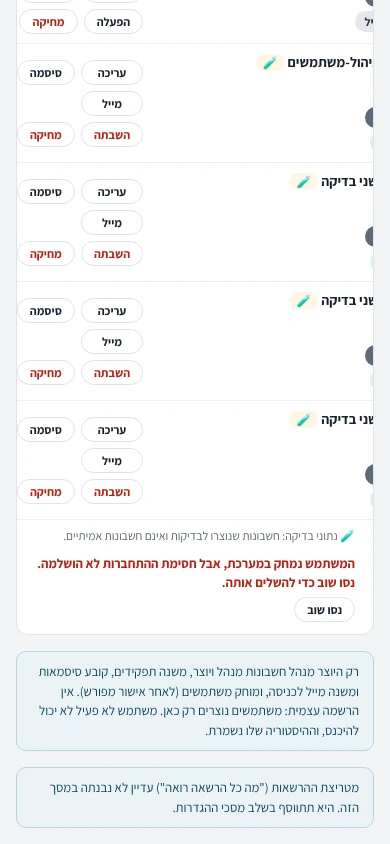 הפעלה מחיקה
יהול-משתמשים 🧪
עריכה סיסמה
מייל
השבתה מחיקה
שני בדיקה 🧪
עריכה סיסמה
מייל
השבתה מחיקה
שני בדיקה 🧪
עריכה סיסמה
מייל
השבתה מחיקה
שני בדיקה 🧪
עריכה סיסמה
מייל
השבתה מחיקה
🧪 נתוני בדיקה: חשבונות שנוצרו לבדיקות ואינם חשבונות אמיתיים.
המשתמש נמחק במערכת, אבל חסימת ההתחברות לא הושלמה.
נסו שוב כדי להשלים אותה.
נסו שוב
רק היוצר מנהל חשבונות מנהל ויוצר, משנה תפקידים, קובע סיסמאות
ומשנה מייל לכניסה, ומוחק משתמשים (לאחר אישור מפורש). אין
הרשמה עצמית: משתמשים נוצרים רק כאן. משתמש לא פעיל לא יכול
להיכנס, וההיסטוריה שלו נשמרת.
מטריצת ההרשאות ("מה כל הרשאה רואה") עדיין לא נבנתה במסך
הזה. היא תתווסף בשלב מסכי ההגדרות.